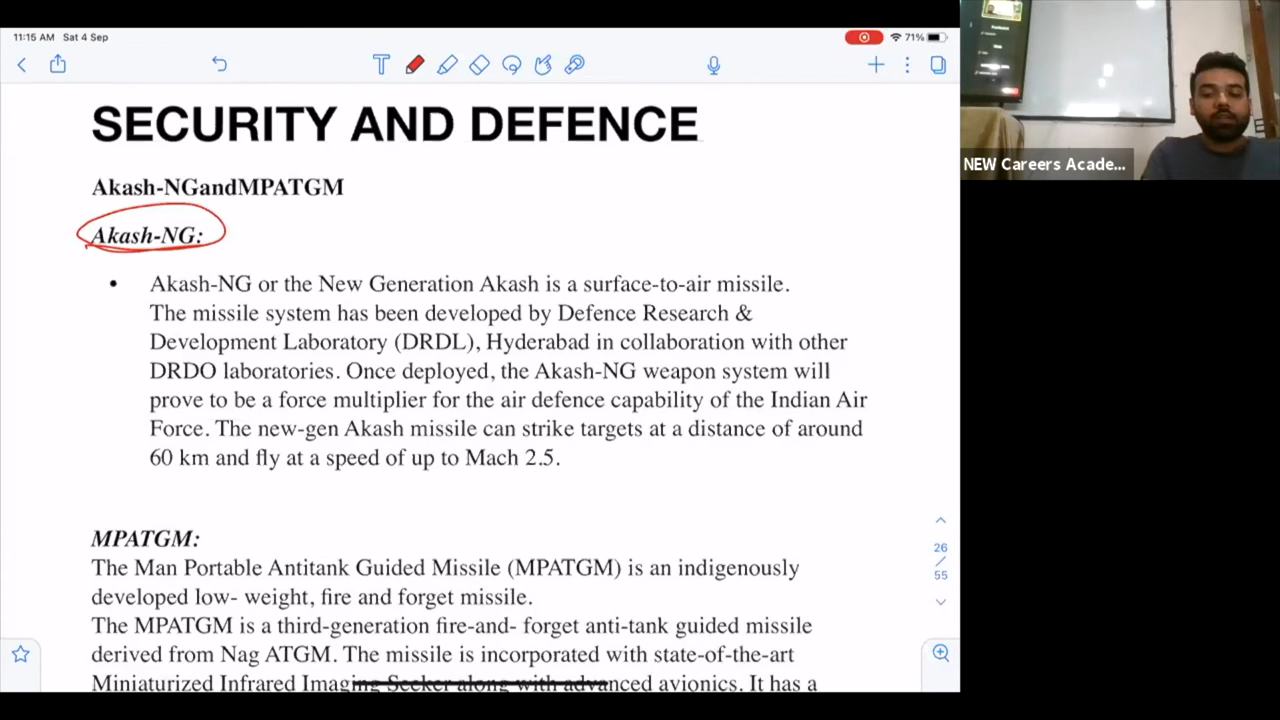 11:15 AM Sat 4 Sep
71%
SECURITY AND DEFENCE
Akash-NGandMPATGM
Akash-NG:
• Akash-NG or the New Generation Akash is a surface-to-air missile.
The missile system has been developed by Defence Research &
Development Laboratory (DRDL), Hyderabad in collaboration with other
DRDO laboratories. Once deployed, the Akash-NG weapon system will
prove to be a force multiplier for the air defence capability of the Indian Air
Force. The new-gen Akash missile can strike targets at a distance of around
60 km and fly at a speed of up to Mach 2.5.
MPATGM:
The Man Portable Antitank Guided Missile (MPATGM) is an indigenously
developed low- weight, fire and forget missile.
The MPATGM is a third-generation fire-and- forget anti-tank guided missile
derived from Nag ATGM. The missile is incorporated with state-of-the-art
Miniaturized Infrared Imaging Seeker along with advanced avionics. It has a
26
/
55
NEW Careers Acade...